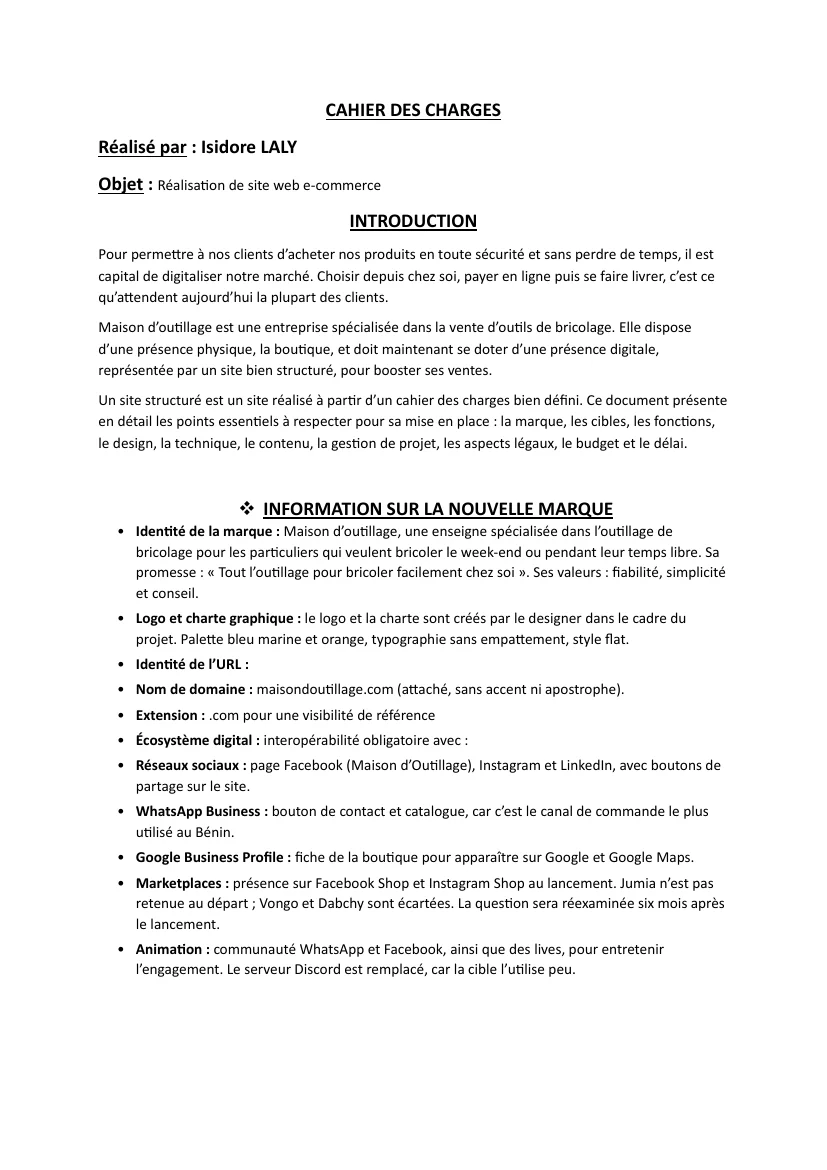 CAHIER DES CHARGES
Réalisé par : Isidore LALY
Objet : Réalisation de site web e-commerce
INTRODUCTION
Pour permettre à nos clients d’acheter nos produits en toute sécurité et sans perdre de temps, il est
capital de digitaliser notre marché. Choisir depuis chez soi, payer en ligne puis se faire livrer, c’est ce
qu’attendent aujourd’hui la plupart des clients.
Maison d’outillage est une entreprise spécialisée dans la vente d’outils de bricolage. Elle dispose
d’une présence physique, la boutique, et doit maintenant se doter d’une présence digitale,
représentée par un site bien structuré, pour booster ses ventes.
Un site structuré est un site réalisé à partir d’un cahier des charges bien défini. Ce document présente
en détail les points essentiels à respecter pour sa mise en place : la marque, les cibles, les fonctions,
le design, la technique, le contenu, la gestion de projet, les aspects légaux, le budget et le délai.
❖ INFORMATION SUR LA NOUVELLE MARQUE
• Identité de la marque : Maison d’outillage, une enseigne spécialisée dans l’outillage de
bricolage pour les particuliers qui veulent bricoler le week-end ou pendant leur temps libre. Sa
promesse : « Tout l’outillage pour bricoler facilement chez soi ». Ses valeurs : fiabilité, simplicité
et conseil.
• Logo et charte graphique : le logo et la charte sont créés par le designer dans le cadre du
projet. Palette bleu marine et orange, typographie sans empattement, style flat.
• Identité de l’URL :
• Nom de domaine : maisondoutillage.com (attaché, sans accent ni apostrophe).
• Extension : .com pour une visibilité de référence
• Écosystème digital : interopérabilité obligatoire avec :
• Réseaux sociaux : page Facebook (Maison d’Outillage), Instagram et LinkedIn, avec boutons de
partage sur le site.
• WhatsApp Business : bouton de contact et catalogue, car c’est le canal de commande le plus
utilisé au Bénin.
• Google Business Profile : fiche de la boutique pour apparaître sur Google et Google Maps.
• Marketplaces : présence sur Facebook Shop et Instagram Shop au lancement. Jumia n’est pas
retenue au départ ; Vongo et Dabchy sont écartées. La question sera réexaminée six mois après
le lancement.
• Animation : communauté WhatsApp et Facebook, ainsi que des lives, pour entretenir
l’engagement. Le serveur Discord est remplacé, car la cible l’utilise peu.